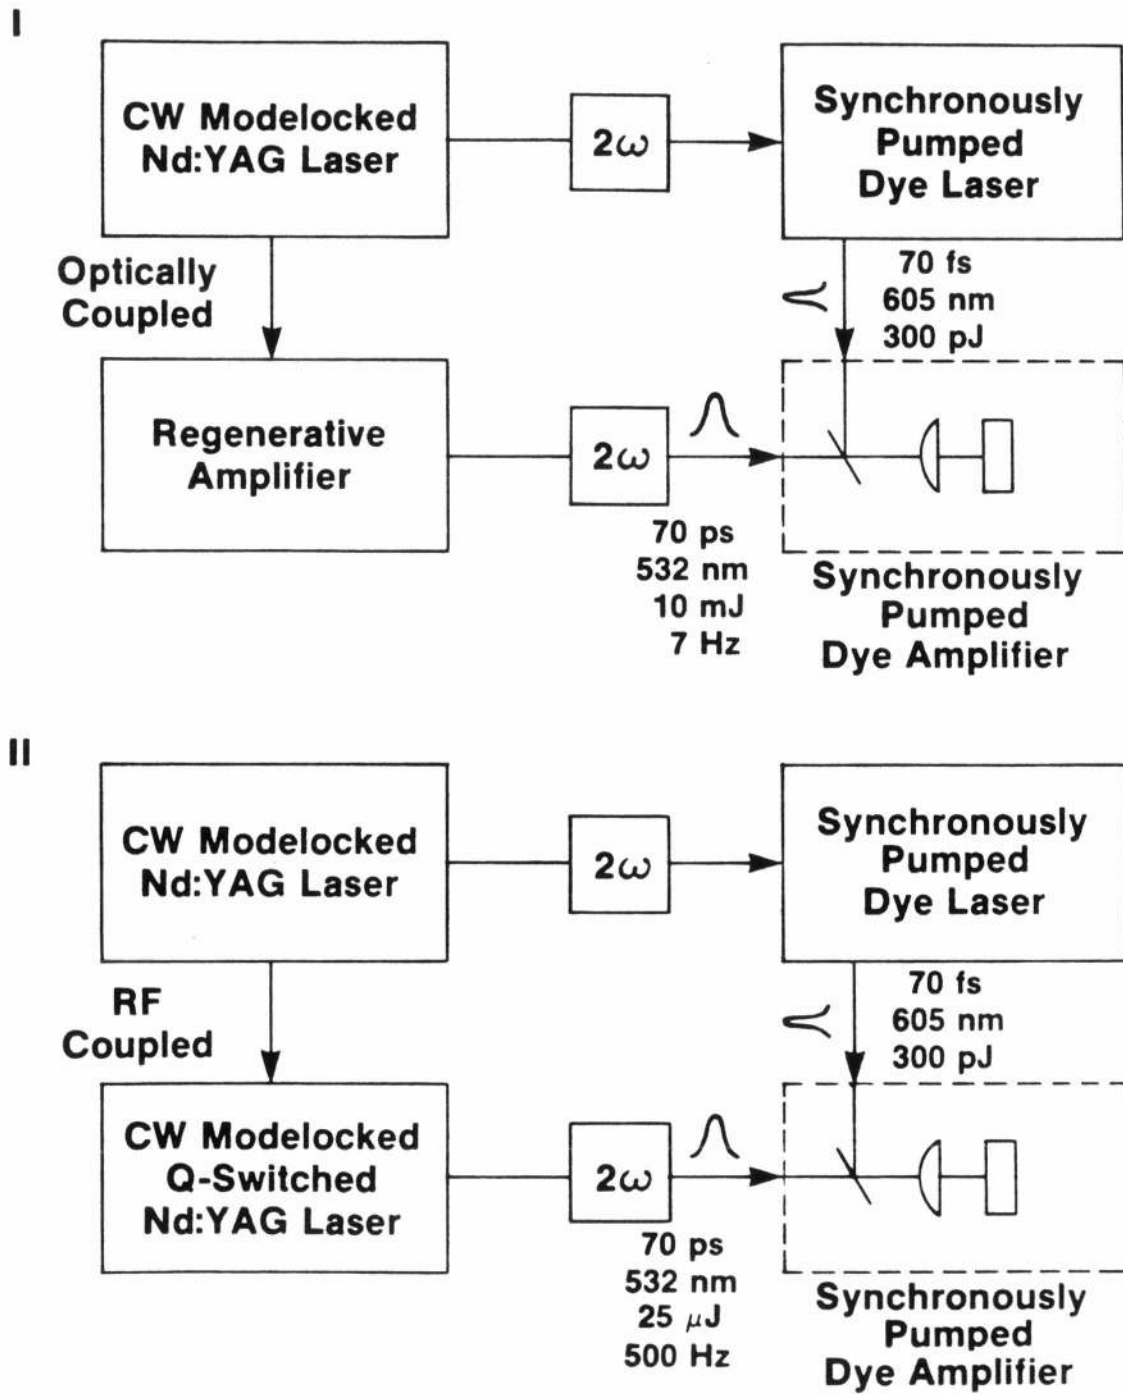 I
CW Modelocked
Nd:YAG Laser
2ω
Synchronously
Pumped
Dye Laser
Optically
Coupled
70 fs
605 nm
300 pJ
Regenerative
Amplifier
2ω
70 ps
532 nm
10 mJ
7 Hz
Synchronously
Pumped
Dye Amplifier
II
CW Modelocked
Nd:YAG Laser
2ω
Synchronously
Pumped
Dye Laser
RF
Coupled
70 fs
605 nm
300 pJ
CW Modelocked
Q-Switched
Nd:YAG Laser
2ω
70 ps
532 nm
25 μJ
500 Hz
Synchronously
Pumped
Dye Amplifier